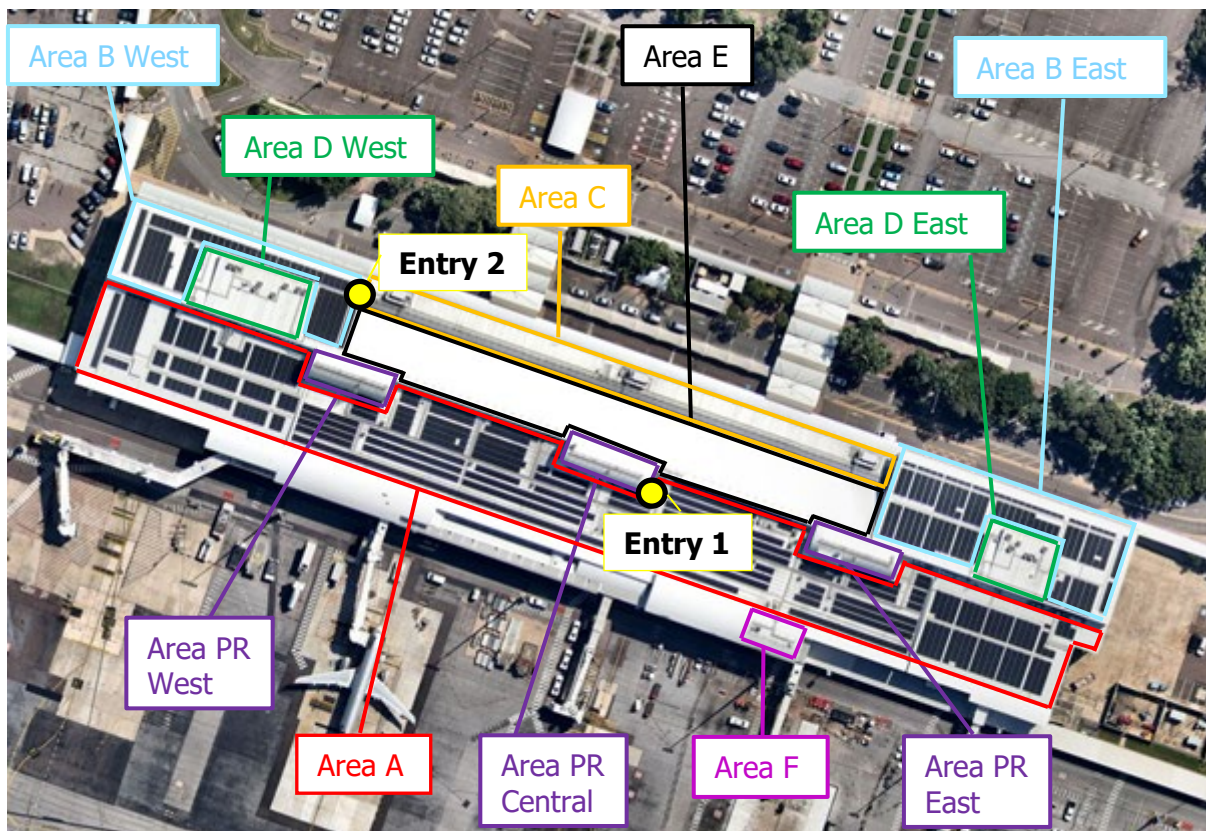 Area B West
Area E
Area B East
Area D West
Area C
Area D East
Entry 2
Entry 1
Area PR
West
Area A
Area PR
Central
Area F
Area PR
East